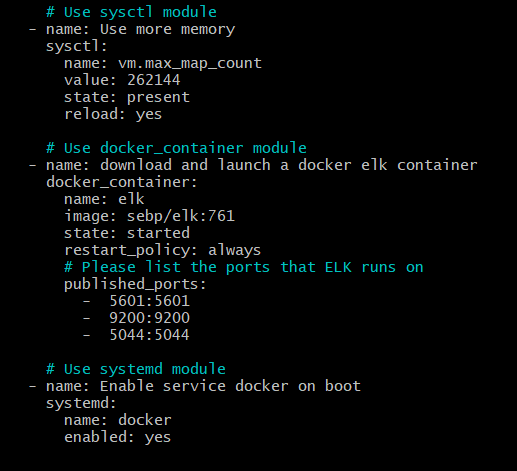 # Use sysctl module
- name: Use more memory
sysctl:
name: vm.max_map_count
value: 262144
state: present
reload: yes
# Use docker_container module
- name: download and launch a docker elk container
docker_container:
name: elk
image: sebp/elk:761
state: started
restart_policy: always
# Please list the ports that ELK runs on
published_ports:
- 5601:5601
- 9200:9200
- 5044:5044
# Use systemd module
- name: Enable service docker on boot
systemd:
name: docker
enabled: yes